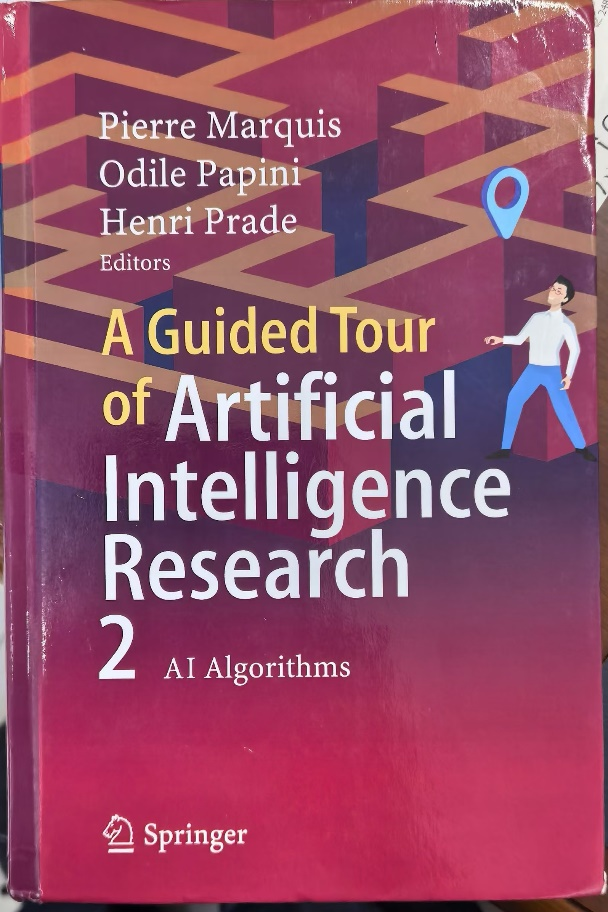 Pierre Marquis
Odile Papini
Henri Prade
Editors
A Guided Tour
of Artificial
Intelligence
Research
2 AI Algorithms
Springer